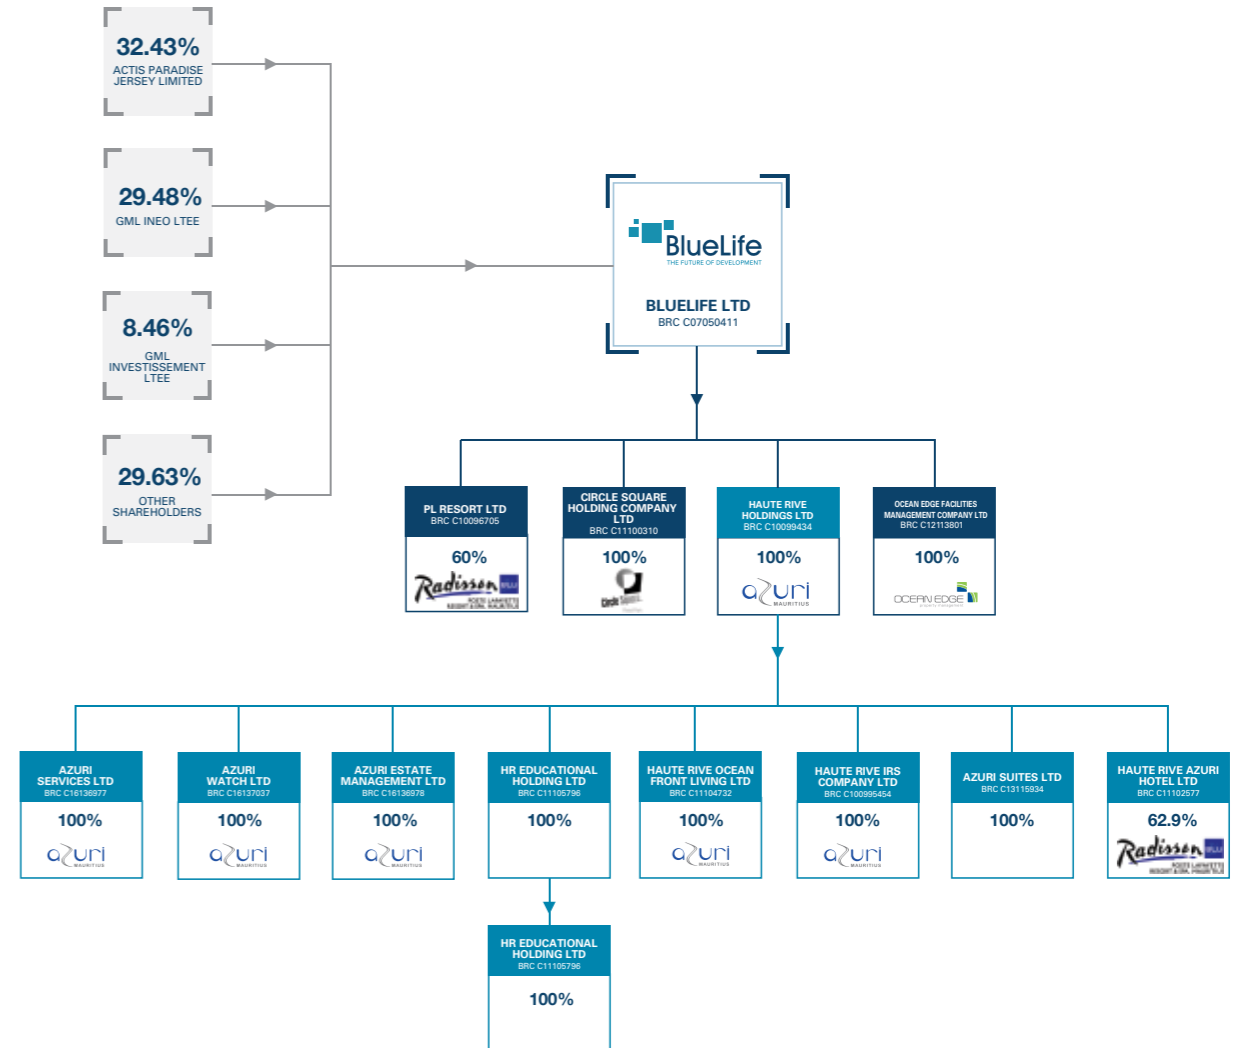 32.43%
ACTIS PARADISE
JERSEY LIMITED
29.48%
GML INEO LTEE
8.46%
GML
INVESTISSEMENT
LTEE
29.63%
OTHER
SHAREHOLDERS
BlueLife
THE FUTURE OF DEVELOPMENT
BLUELIFE LTD
BRC C07050411
PL RESORT LTD
BRC C10096705
60%
Radisson BLU
CIRCLE SQUARE
HOLDING COMPANY
LTD
BRC C11100310
100%
HAUTE RIVE
HOLDINGS LTD
BRC C10099434
100%
azuri
MAURITIUS
OCEAN EDGE FACILITIES
MANAGEMENT COMPANY LTD
BRC C12113801
100%
OCEAN EDGE
property management
AZURI
SERVICES LTD
BRC C16136977
100%
azuri
MAURITIUS
AZURI
WATCH LTD
BRC C16137037
100%
azuri
MAURITIUS
AZURI ESTATE
MANAGEMENT LTD
BRC C16136978
100%
azuri
MAURITIUS
HR EDUCATIONAL
HOLDING LTD
BRC C11105796
100%
HAUTE RIVE OCEAN
FRONT LIVING LTD
BRC C11104732
100%
azuri
MAURITIUS
HAUTE RIVE IRS
COMPANY LTD
BRC C100995454
100%
azuri
MAURITIUS
AZURI SUITES LTD
BRC C13115934
100%
HAUTE RIVE AZURI
HOTEL LTD
BRC C11102577
62.9%
Radisson BLU
HR EDUCATIONAL
HOLDING LTD
BRC C11105796
100%